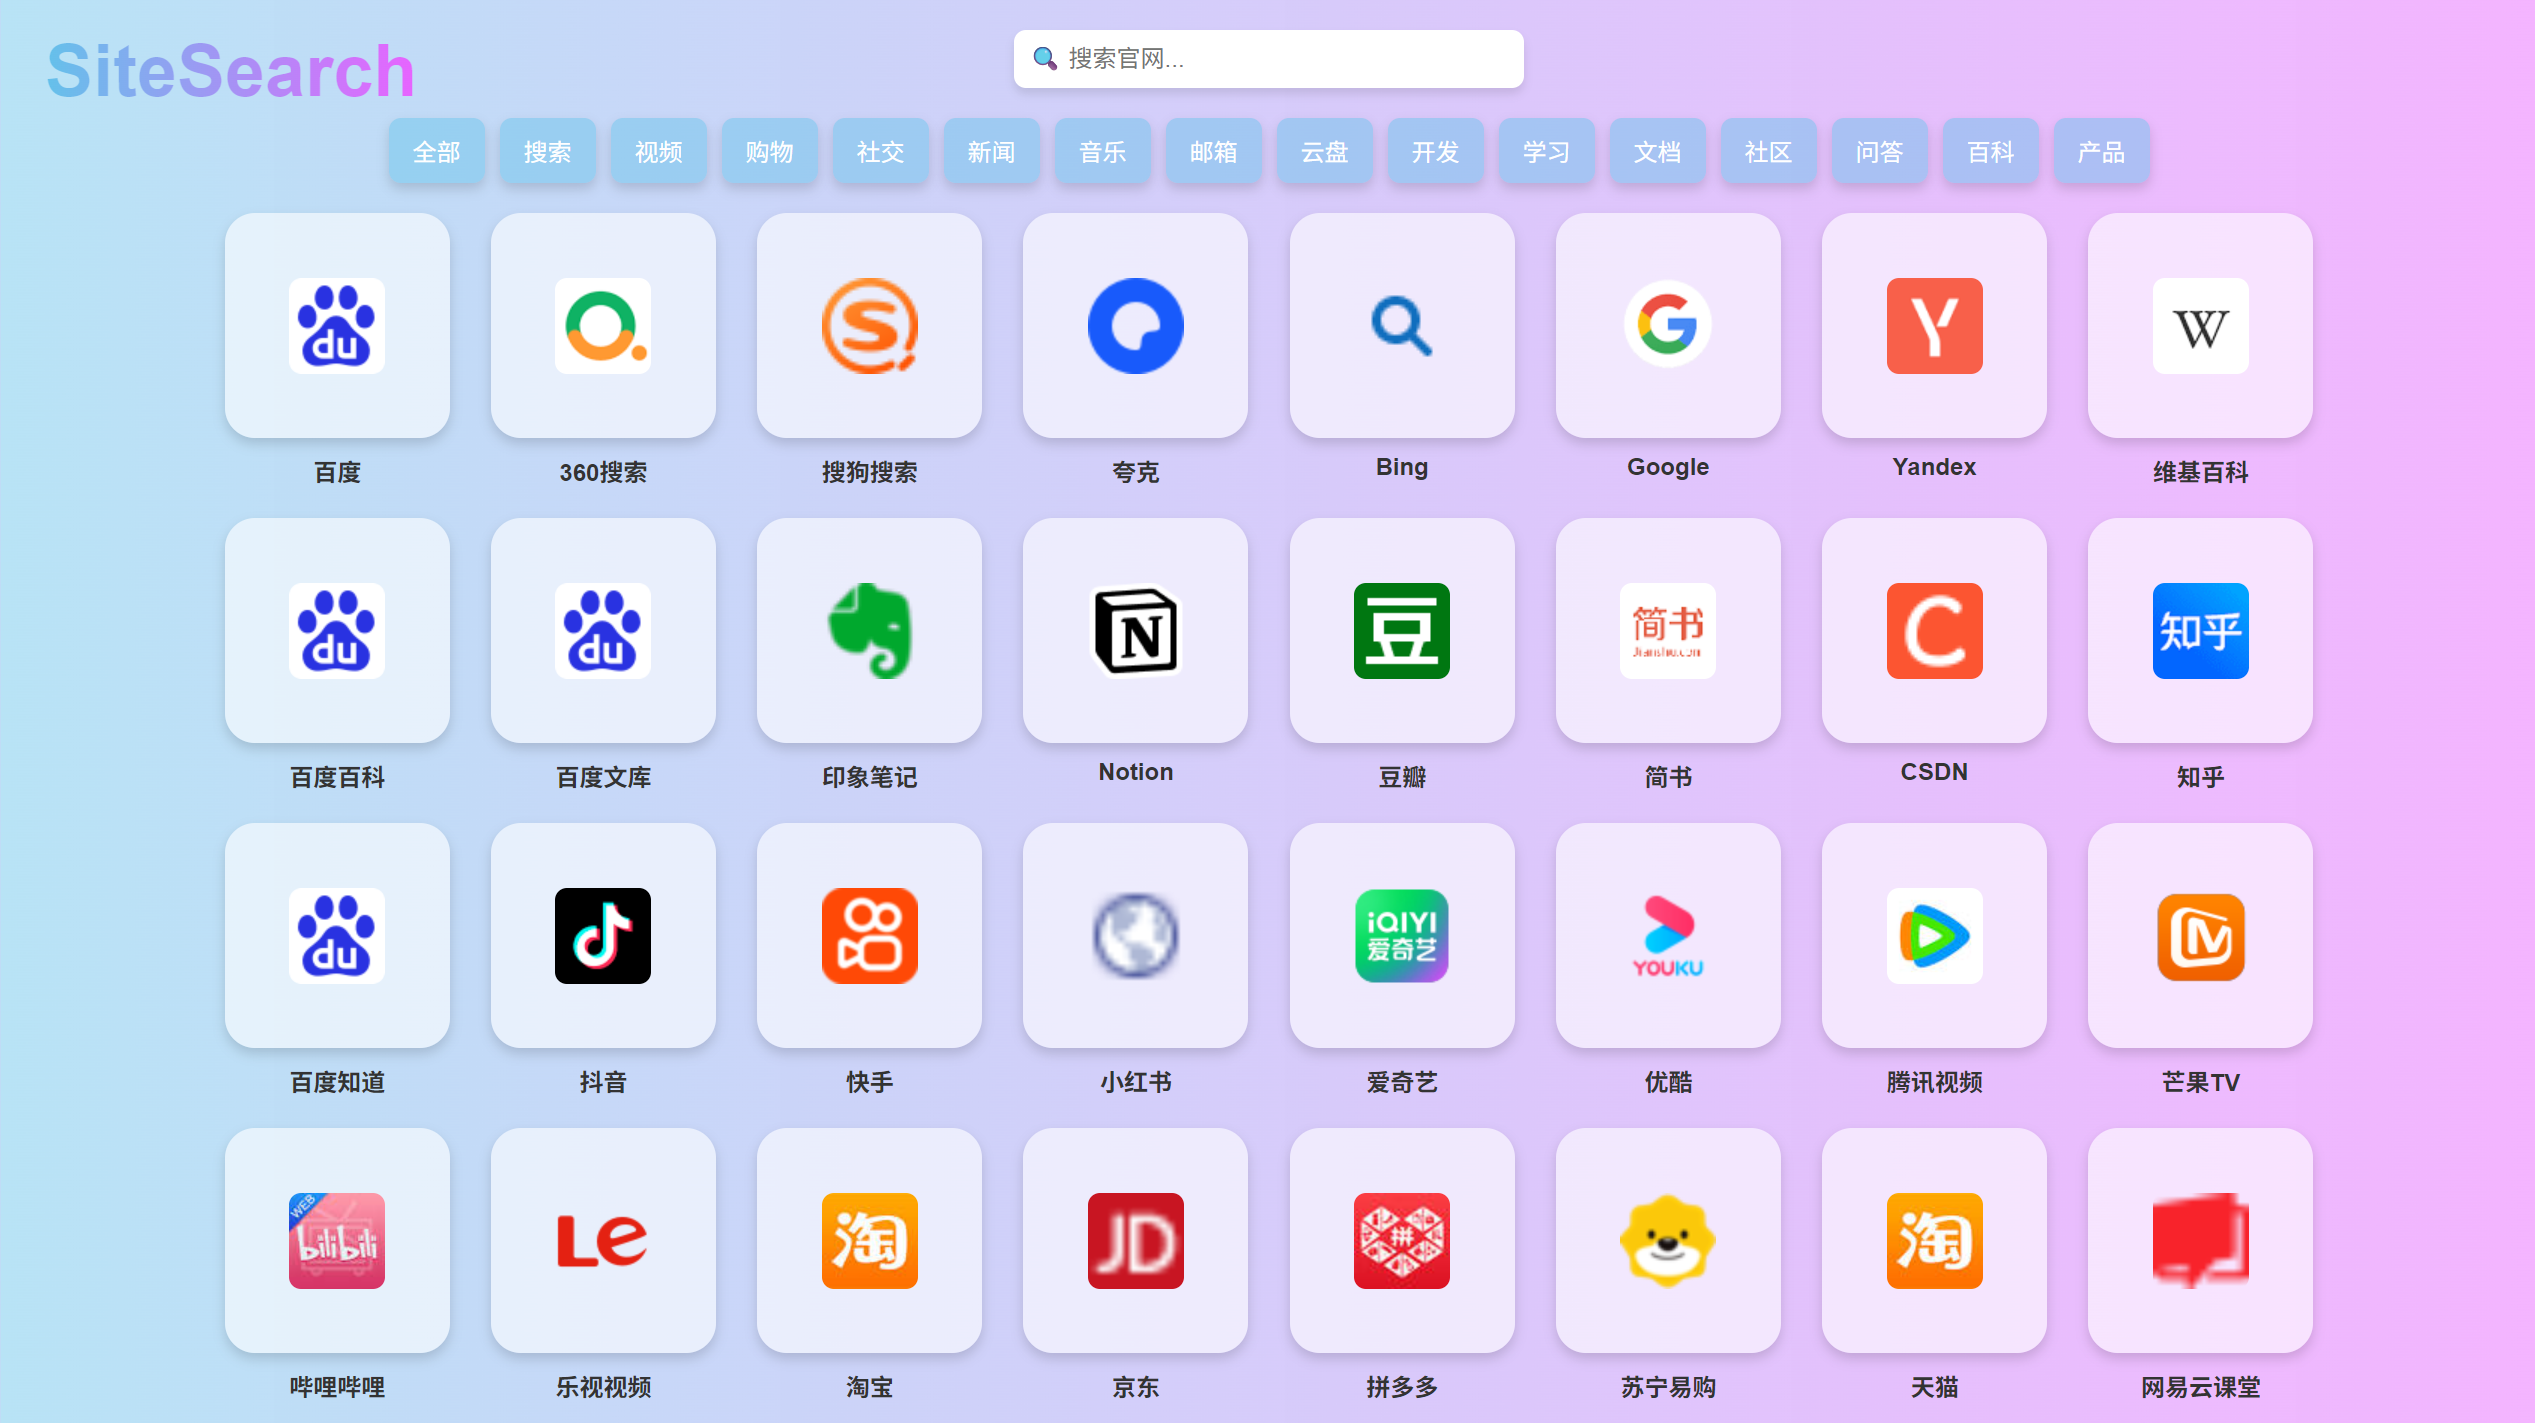 SiteSearch
搜索官网...
全部 搜索 视频 购物 社交 新闻 音乐 邮箱 云盘 开发 学习 文档 社区 问答 百科 产品
du
S
G
Y
W
百度 360搜索 搜狗搜索 夸克 Bing Google Yandex 维基百科
du
du
N
豆
简书
Jianshu.com
C
知乎
百度百科 百度文库 印象笔记 Notion 豆瓣 简书 CSDN 知乎
du
iQIYI
爱奇艺
YOUKU
百度知道 抖音 快手 小红书 爱奇艺 优酷 腾讯视频 芒果TV
WEB
bilibili
Le
淘
JD
拼
淘
哔哩哔哩 乐视视频 淘宝 京东 拼多多 苏宁易购 天猫 网易云课堂